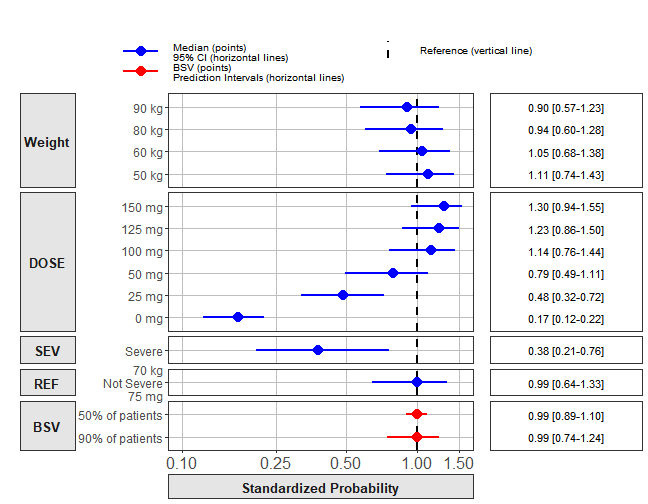 Median (points)
95% CI (horizontal lines)
BSV (points)
Prediction Intervals (horizontal lines)
Reference (vertical line)
Weight
90 kg 0.90 [0.57-1.23]
80 kg 0.94 [0.60-1.28]
60 kg 1.05 [0.68-1.38]
50 kg 1.11 [0.74-1.43]
DOSE
150 mg 1.30 [0.94-1.55]
125 mg 1.23 [0.86-1.50]
100 mg 1.14 [0.76-1.44]
50 mg 0.79 [0.49-1.11]
25 mg 0.48 [0.32-0.72]
0 mg 0.17 [0.12-0.22]
SEV
Severe 0.38 [0.21-0.76]
REF
70 kg
Not Severe 0.99 [0.64-1.33]
75 mg
BSV
50% of patients 0.99 [0.89-1.10]
90% of patients 0.99 [0.74-1.24]
0.10 0.25 0.50 1.00 1.50
Standardized Probability